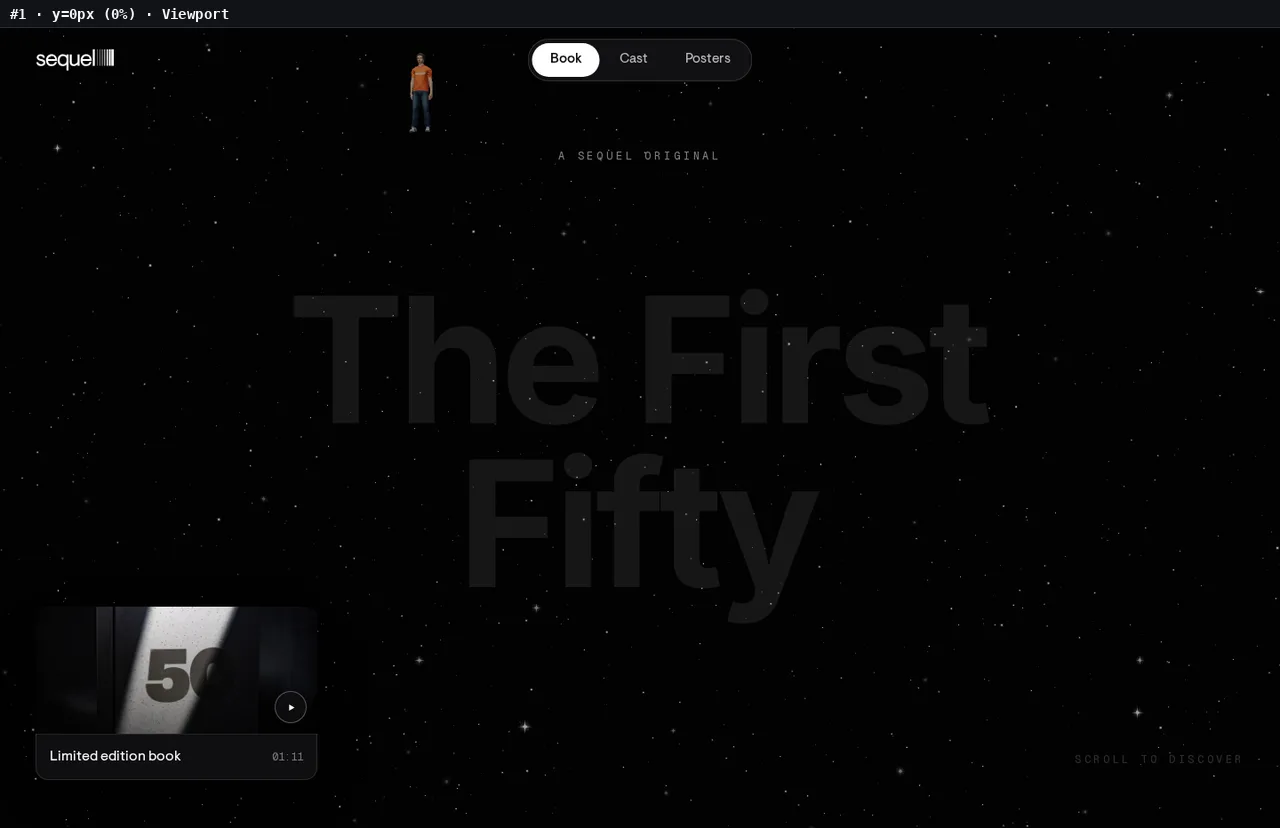 #1 · y=0px (0%) · Viewport
sequel
Book
Cast
Posters
A SEQUEL ORIGINAL
The First
Fifty
50
Limited edition book
01:11
SCROLL TO DISCOVER